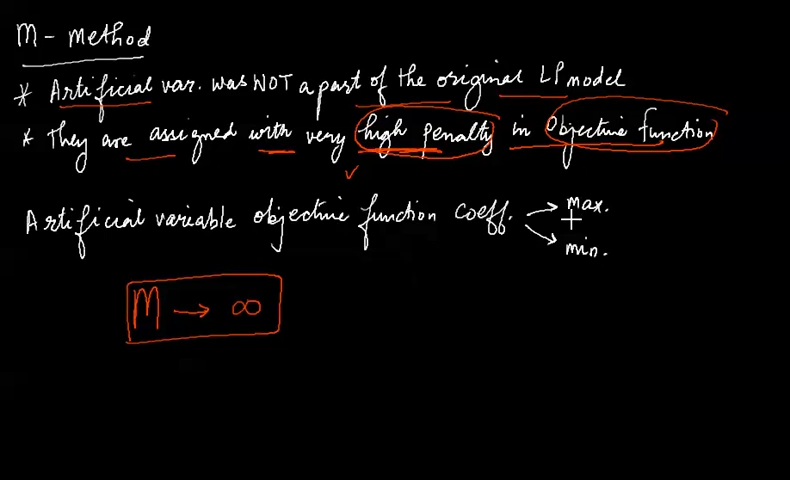 M - Method
* Artificial var. was NOT a part of the original LP model
* They are assigned with very high penalty in Objective function
Artificial variable objective function coeff. → max.
→ min.
M → ∞